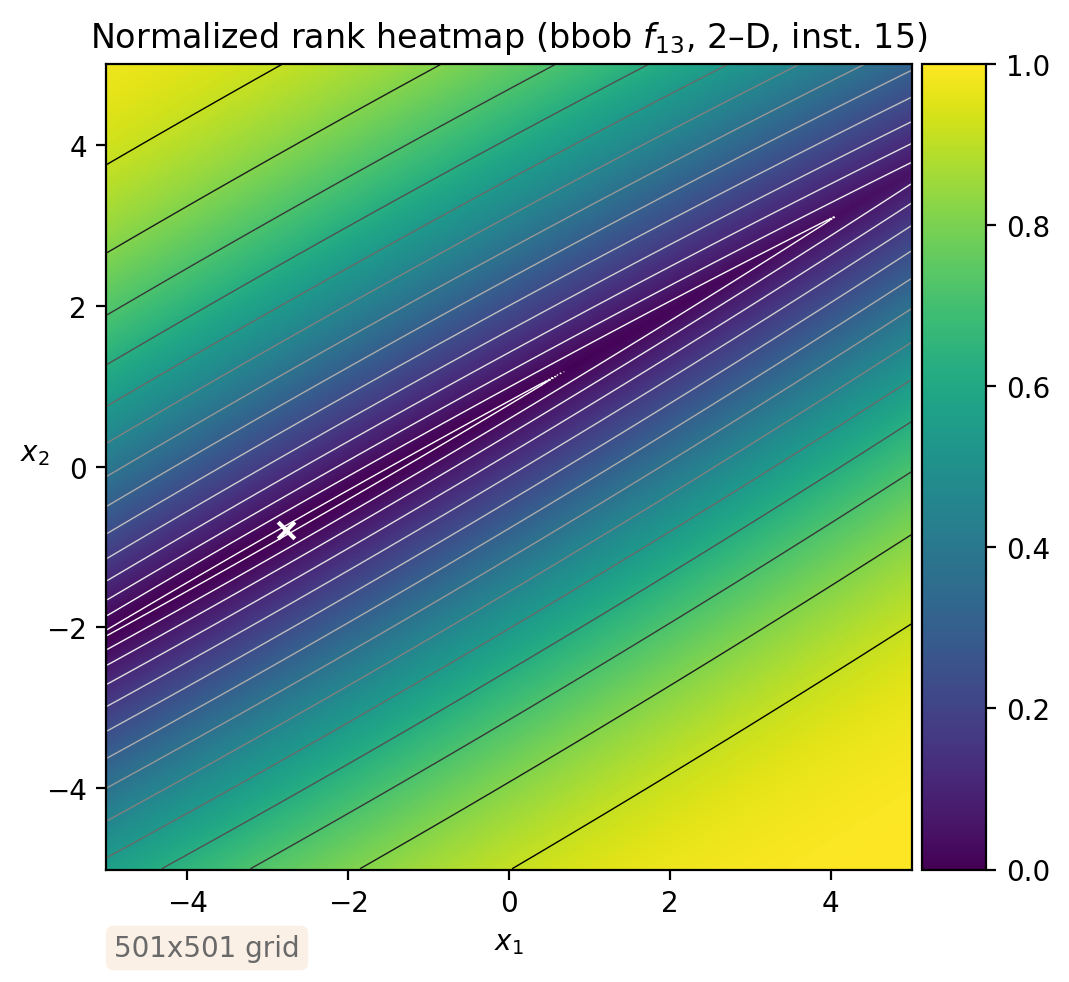 Normalized rank heatmap (bbob f₁₃, 2–D, inst. 15)
1.0
4
0.8
2
0.6
x₂
0
0.4
−2
0.2
−4
0.0
−4 −2 0 2 4
x₁
501x501 grid